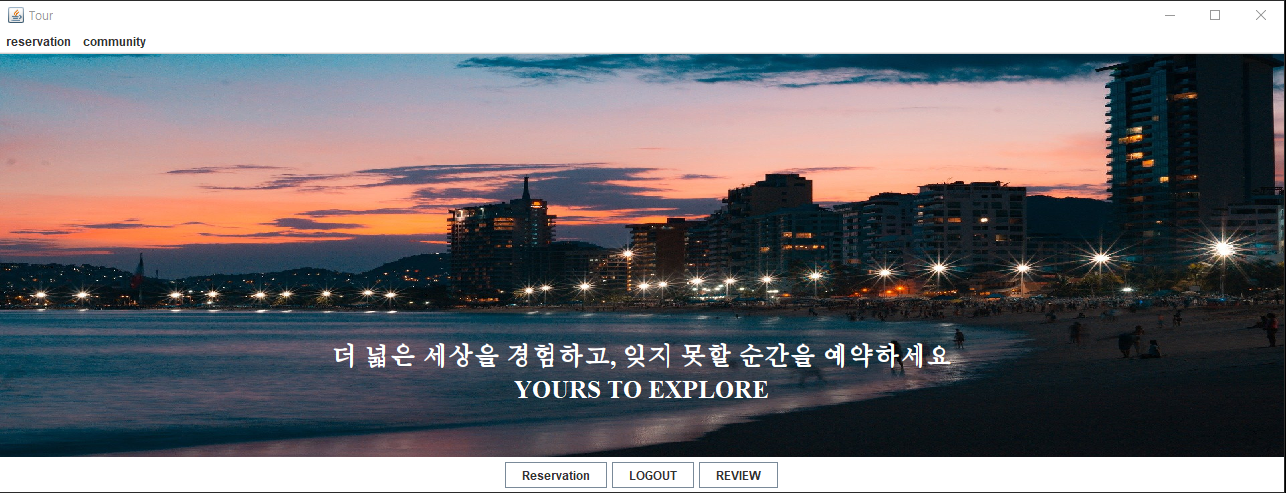 Tour
reservation community
더 넓은 세상을 경험하고, 잊지 못할 순간을 예약하세요
YOURS TO EXPLORE
Reservation LOGOUT REVIEW